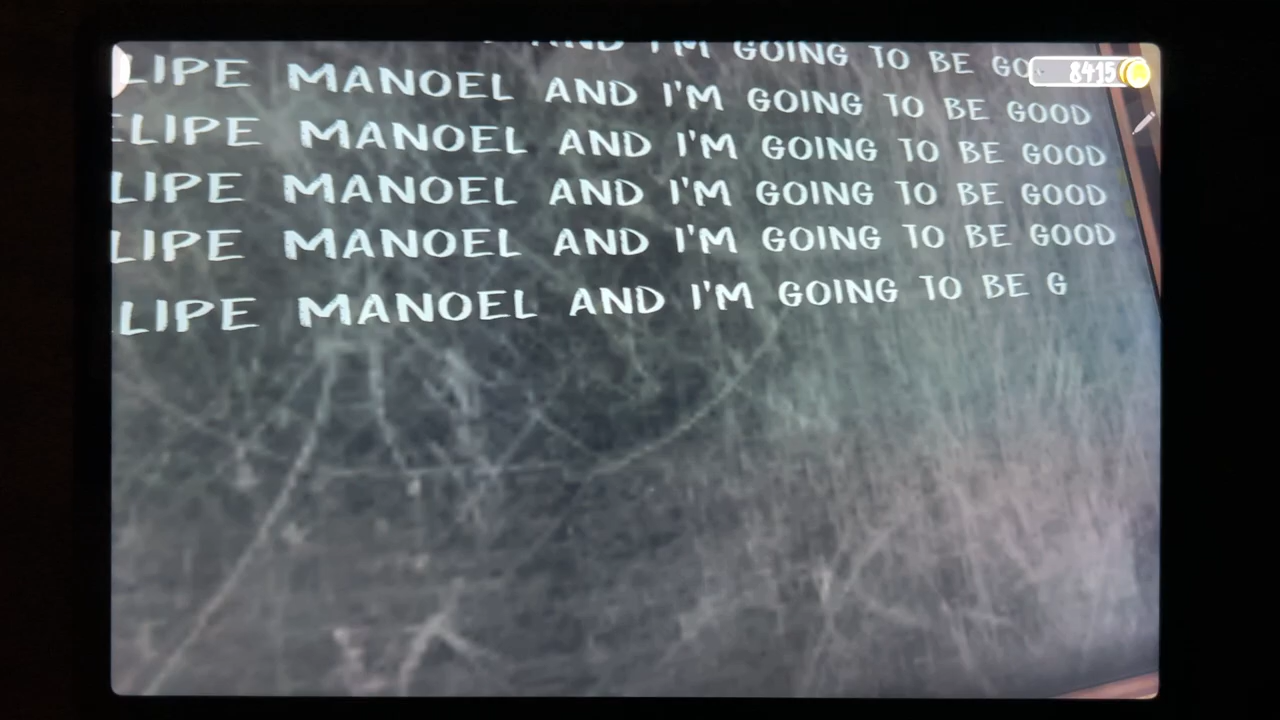 AND I'M GOING TO BE GO
8415
LIPE MANOEL AND I'M GOING TO BE GOOD
ELIPE MANOEL AND I'M GOING TO BE GOOD
LIPE MANOEL AND I'M GOING TO BE GOOD
LIPE MANOEL AND I'M GOING TO BE GOOD
LIPE MANOEL AND I'M GOING TO BE G